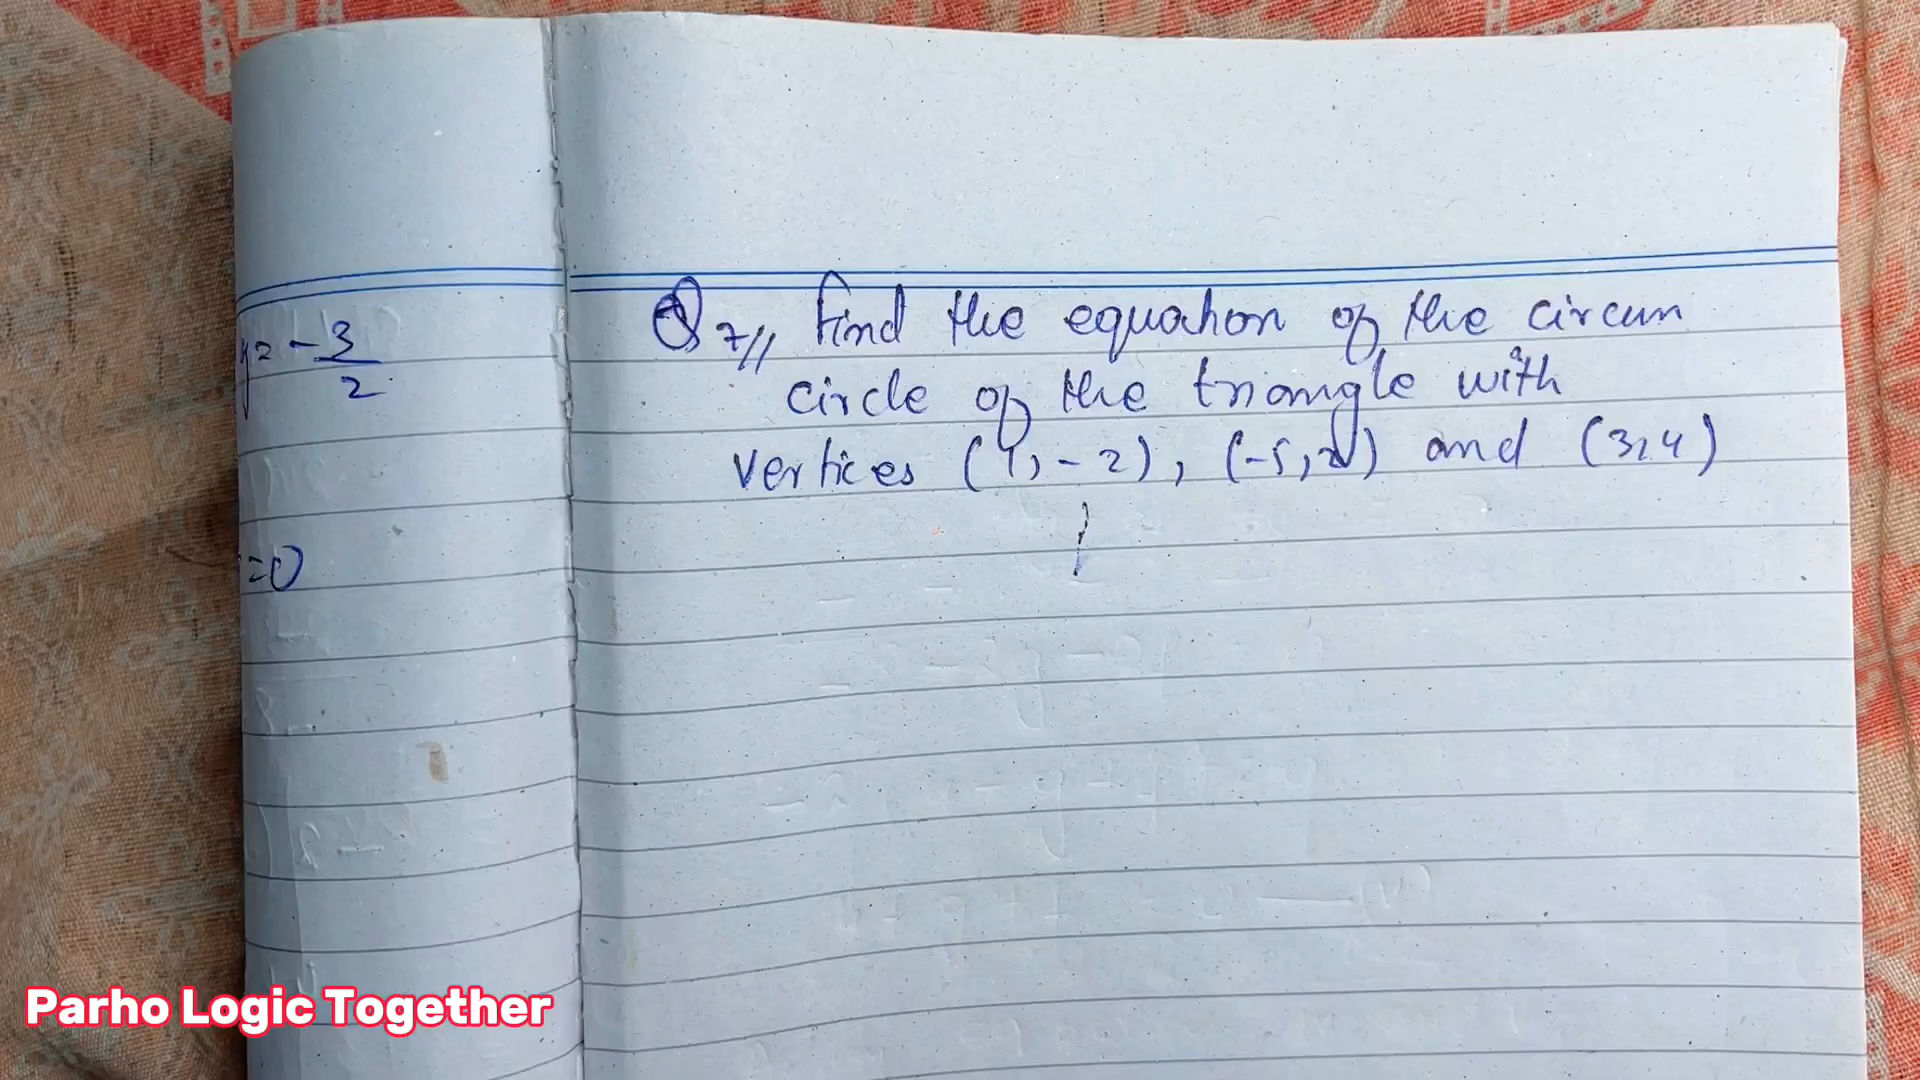 y = - 3/2
= 0
Q7// Find the equation of the circum
circle of the triangle with
vertices (1, -2), (-5, 2) and (3, 4)
Parho Logic Together